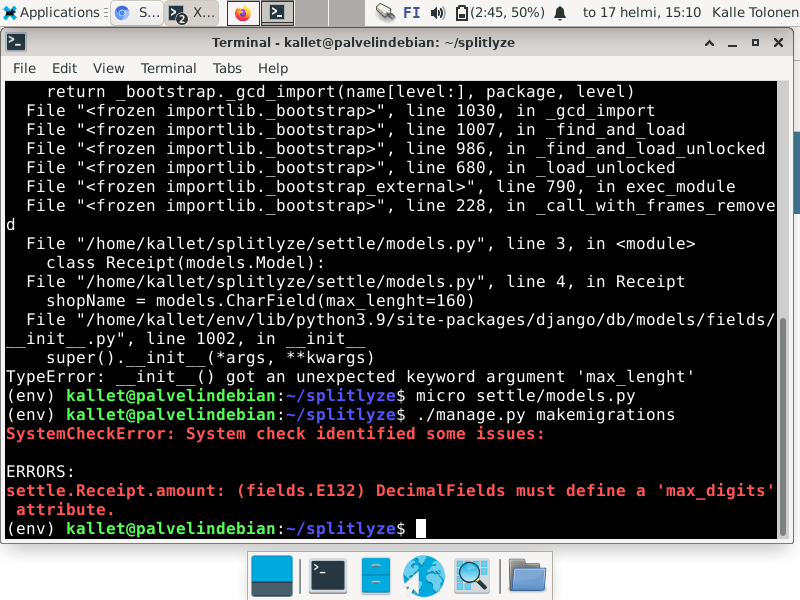 Applications
S...
2 X...
FI
(2:45, 50%)
to 17 helmi, 15:10
Kalle Tolonen
Terminal - kallet@palvelindebian: ~/splitlyze
File Edit View Terminal Tabs Help
return _bootstrap._gcd_import(name[level:], package, level)
File "<frozen importlib._bootstrap>", line 1030, in _gcd_import
File "<frozen importlib._bootstrap>", line 1007, in _find_and_load
File "<frozen importlib._bootstrap>", line 986, in _find_and_load_unlocked
File "<frozen importlib._bootstrap>", line 680, in _load_unlocked
File "<frozen importlib._bootstrap_external>", line 790, in exec_module
File "<frozen importlib._bootstrap>", line 228, in _call_with_frames_remove
d
File "/home/kallet/splitlyze/settle/models.py", line 3, in <module>
class Receipt(models.Model):
File "/home/kallet/splitlyze/settle/models.py", line 4, in Receipt
shopName = models.CharField(max_lenght=160)
File "/home/kallet/env/lib/python3.9/site-packages/django/db/models/fields/
__init__.py", line 1002, in __init__
super().__init__(*args, **kwargs)
TypeError: __init__() got an unexpected keyword argument 'max_lenght'
(env) kallet@palvelindebian:~/splitlyze$ micro settle/models.py
(env) kallet@palvelindebian:~/splitlyze$ ./manage.py makemigrations
SystemCheckError: System check identified some issues:
ERRORS:
settle.Receipt.amount: (fields.E132) DecimalFields must define a 'max_digits'
attribute.
(env) kallet@palvelindebian:~/splitlyze$